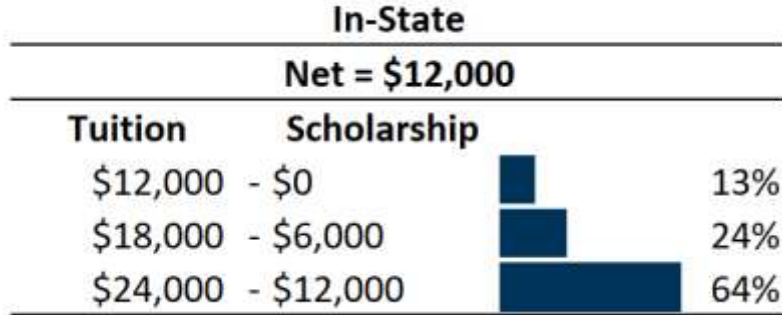 In-State
Net = $12,000
Tuition Scholarship
$12,000 - $0 13%
$18,000 - $6,000 24%
$24,000 - $12,000 64%